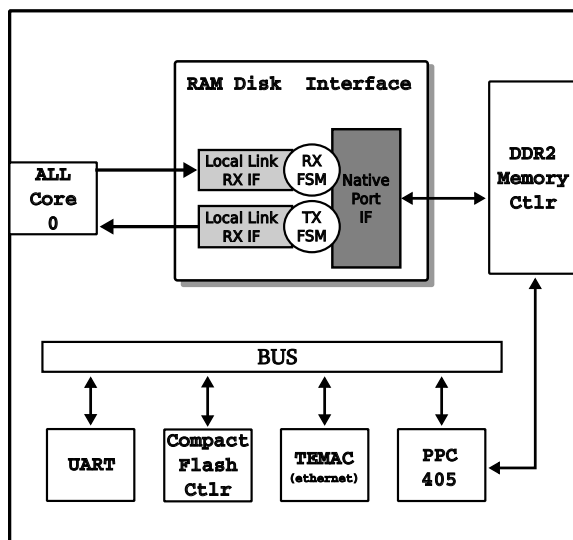 RAM Disk Interface
ALL
Core
0
Local Link
RX IF
RX
FSM
Local Link
RX IF
TX
FSM
Native
Port
IF
DDR2
Memory
Ctlr
BUS
UART
Compact
Flash
Ctlr
TEMAC
(ethernet)
PPC
405